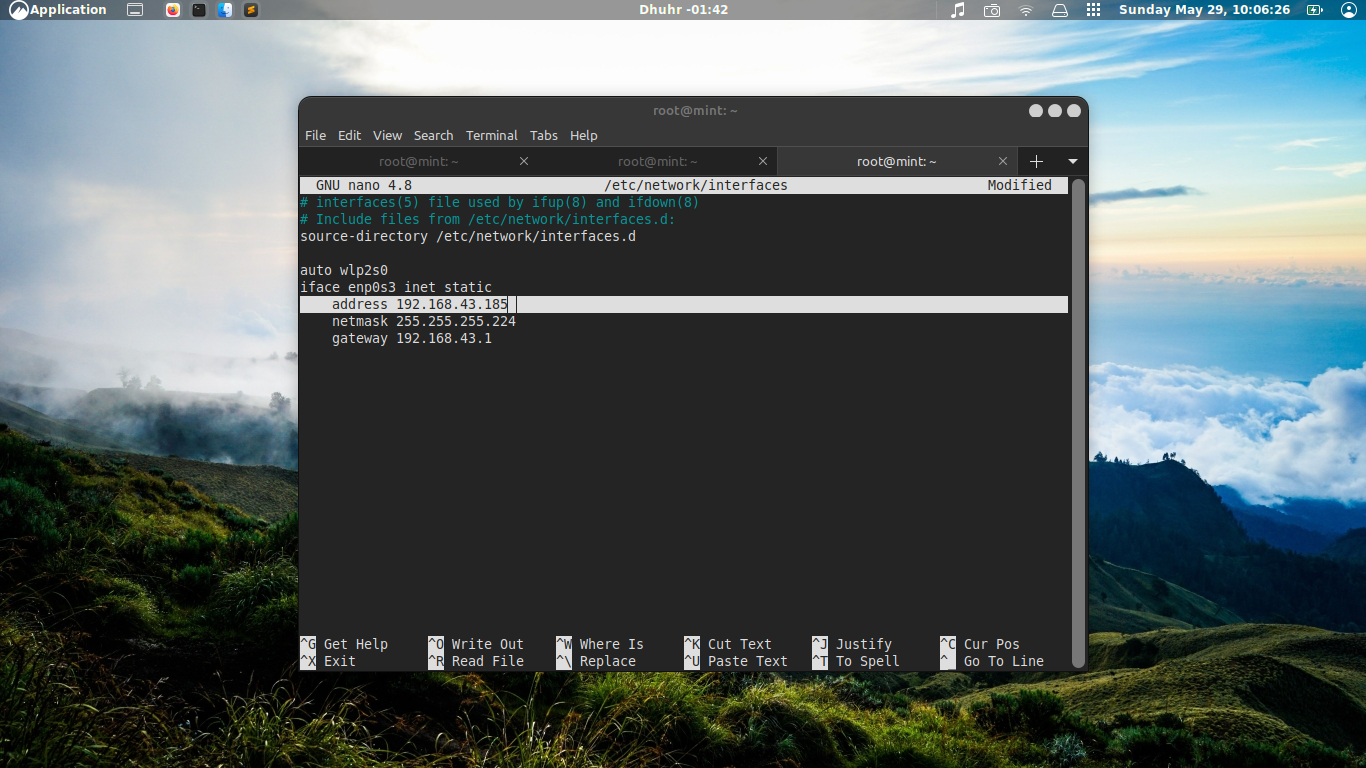 Application
Dhuhr -01:42
Sunday May 29, 10:06:26
root@mint: ~
File Edit View Search Terminal Tabs Help
root@mint: ~ root@mint: ~ root@mint: ~
GNU nano 4.8 /etc/network/interfaces Modified
# interfaces(5) file used by ifup(8) and ifdown(8)
# Include files from /etc/network/interfaces.d:
source-directory /etc/network/interfaces.d
auto wlp2s0
iface enp0s3 inet static
address 192.168.43.185
netmask 255.255.255.224
gateway 192.168.43.1
^G Get Help ^O Write Out ^W Where Is ^K Cut Text ^J Justify ^C Cur Pos
^X Exit ^R Read File ^\ Replace ^U Paste Text ^T To Spell ^_ Go To Line